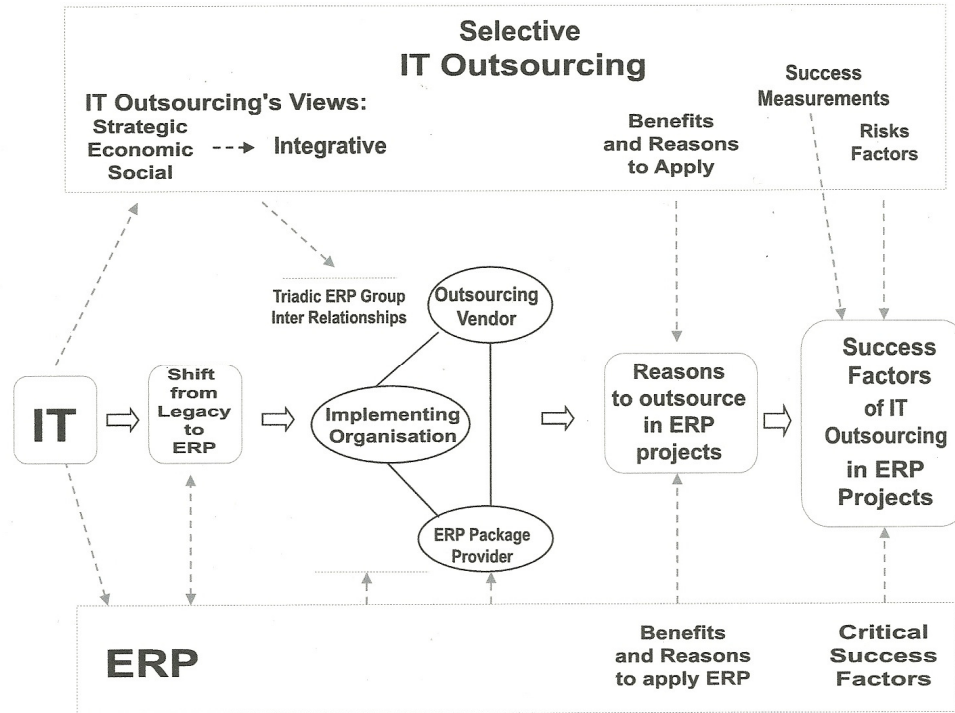 Selective
IT Outsourcing
IT Outsourcing's Views:
Strategic
Economic
Social
Integrative
Benefits
and Reasons
to Apply
Success
Measurements
Risks
Factors
Triadic ERP Group
Inter Relationships
Outsourcing
Vendor
IT
Shift
from
Legacy
to
ERP
Implementing
Organisation
ERP Package
Provider
Reasons
to outsource
in ERP
projects
Success
Factors
of IT
Outsourcing
in ERP
Projects
ERP
Benefits
and Reasons
to apply ERP
Critical
Success
Factors